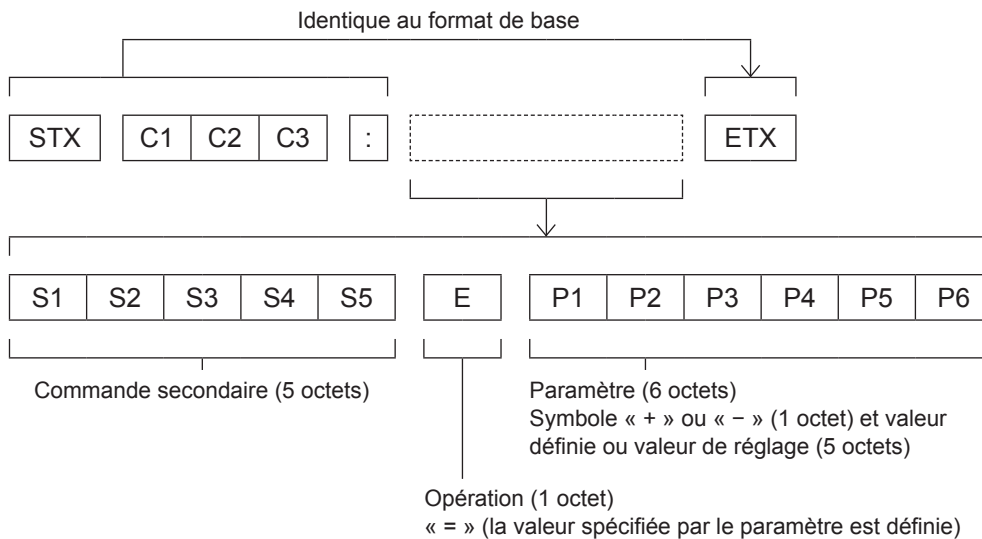 Identique au format de base
STX C1 C2 C3 : ETX
S1 S2 S3 S4 S5 E P1 P2 P3 P4 P5 P6
Commande secondaire (5 octets)
Paramètre (6 octets)
Symbole « + » ou « − » (1 octet) et valeur
définie ou valeur de réglage (5 octets)
Opération (1 octet)
« = » (la valeur spécifiée par le paramètre est définie)